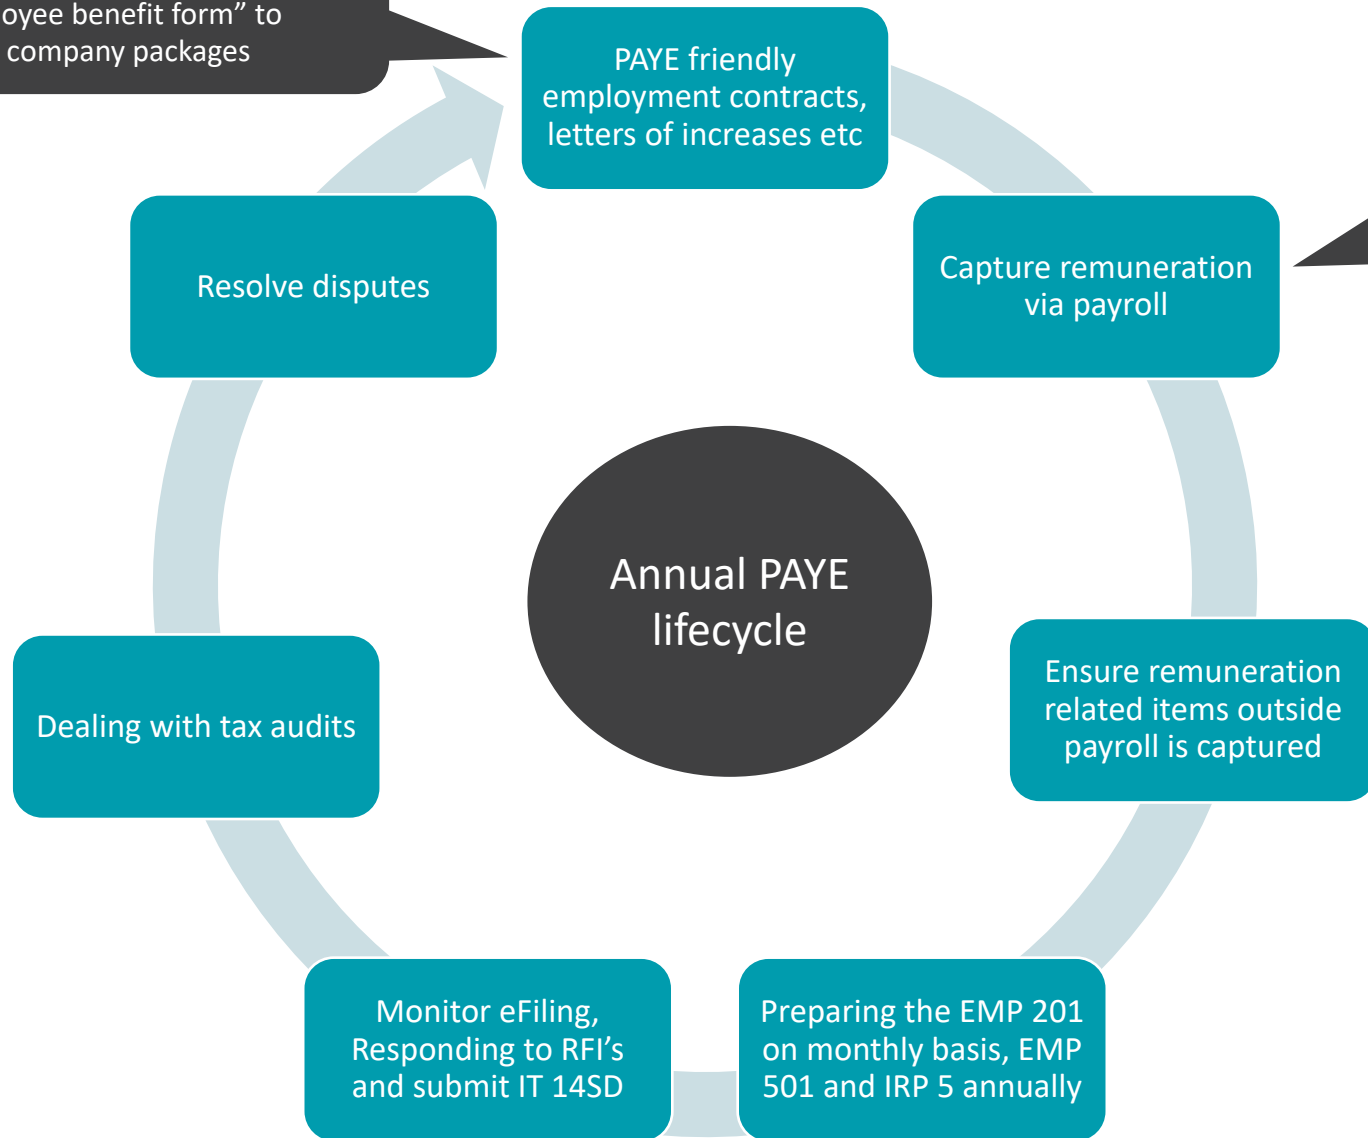 benefit form” to
company packages
PAYE friendly
employment contracts,
letters of increases etc
Capture remuneration
via payroll
Ensure remuneration
related items outside
payroll is captured
Preparing the EMP 201
on monthly basis, EMP
501 and IRP 5 annually
Monitor eFiling,
Responding to RFI's
and submit IT 14SD
Dealing with tax audits
Resolve disputes
Annual PAYE
lifecycle